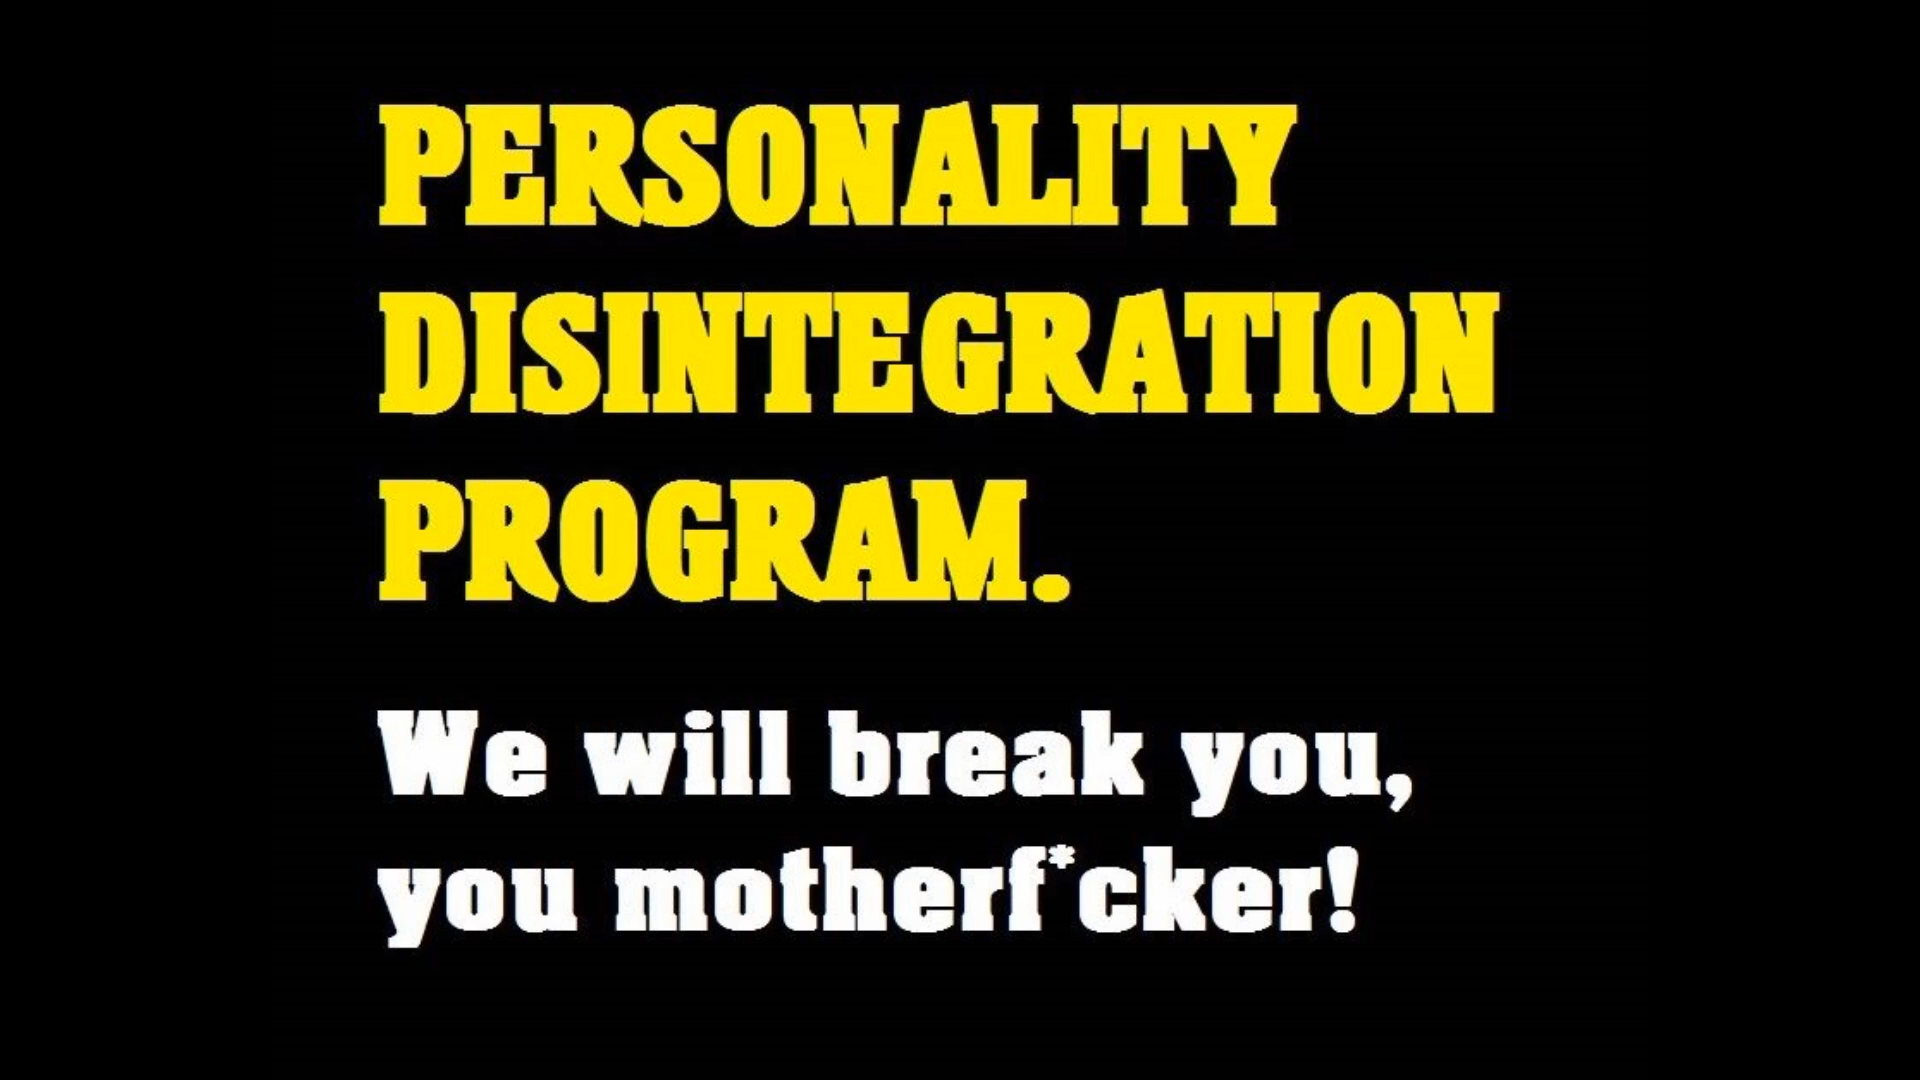 PERSONALITY
DISINTEGRATION
PROGRAM.
We will break you,
you motherf*cker!